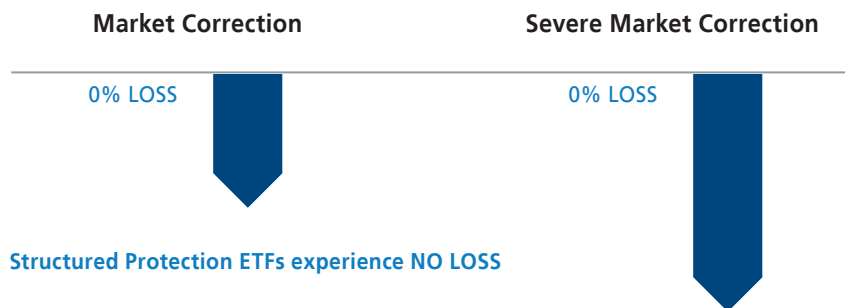 Market Correction
Severe Market Correction
0% LOSS
0% LOSS
Structured Protection ETFs experience NO LOSS